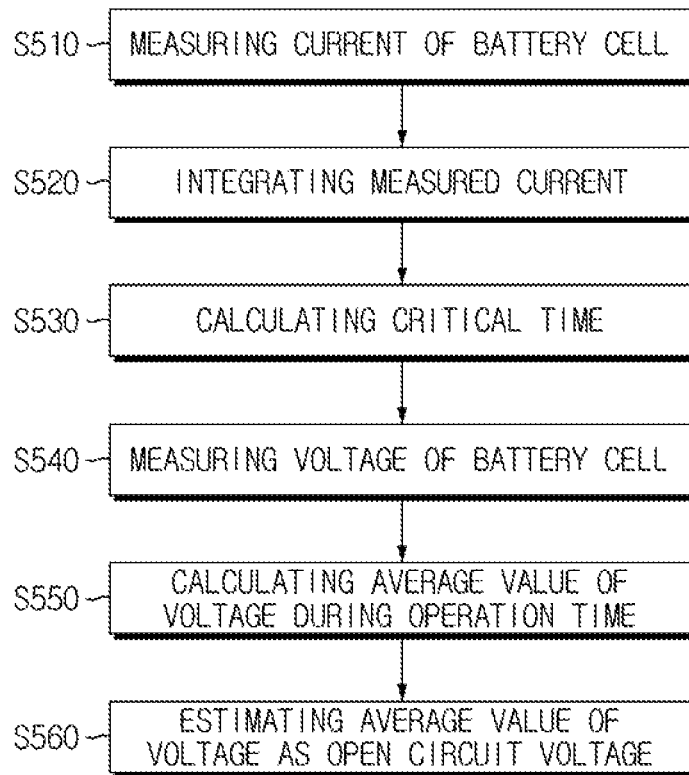 S510 MEASURING CURRENT OF BATTERY CELL
S520 INTEGRATING MEASURED CURRENT
S530 CALCULATING CRITICAL TIME
S540 MEASURING VOLTAGE OF BATTERY CELL
S550 CALCULATING AVERAGE VALUE OF
VOLTAGE DURING OPERATION TIME
S560 ESTIMATING AVERAGE VALUE OF
VOLTAGE AS OPEN CIRCUIT VOLTAGE